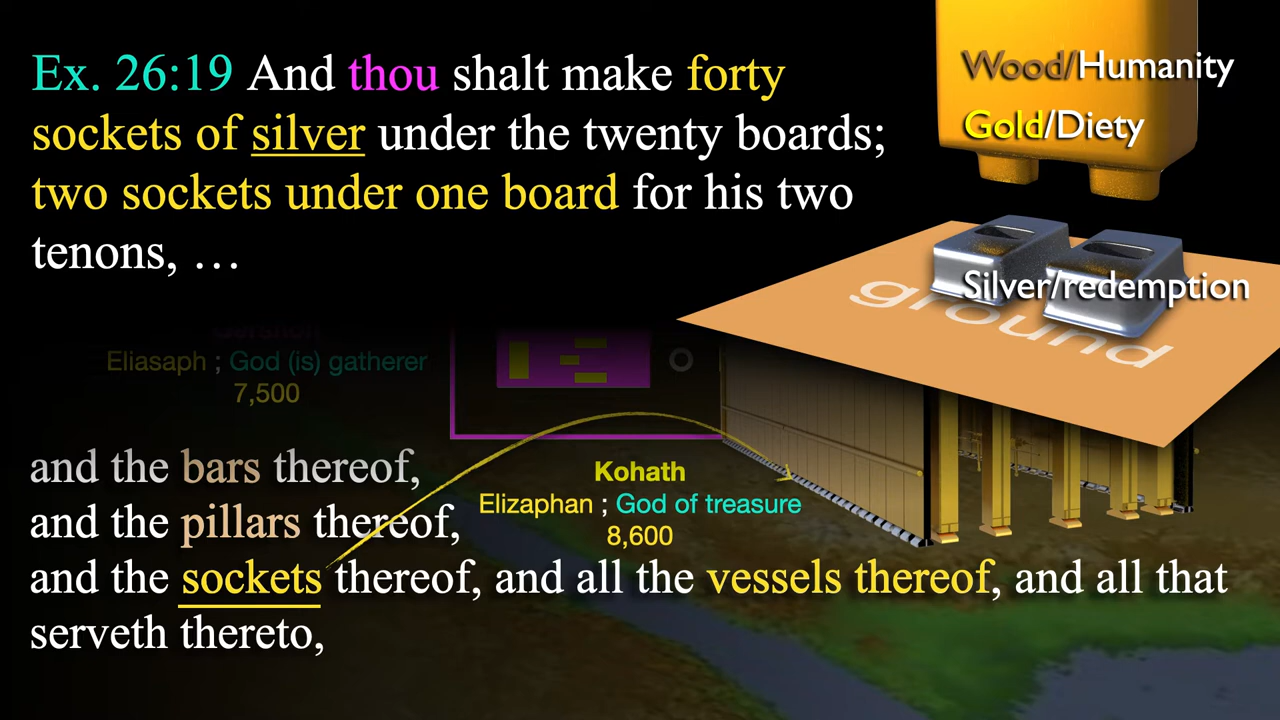 Ex. 26:19 And thou shalt make forty
sockets of silver under the twenty boards;
two sockets under one board for his two
tenons, …
Wood/Humanity
Gold/Diety
Silver/redemption
ground
Eliasaph ; God (is) gatherer
7,500
and the bars thereof,
and the pillars thereof,
and the sockets thereof, and all the vessels thereof, and all that
serveth thereto,
Kohath
Elizaphan ; God of treasure
8,600